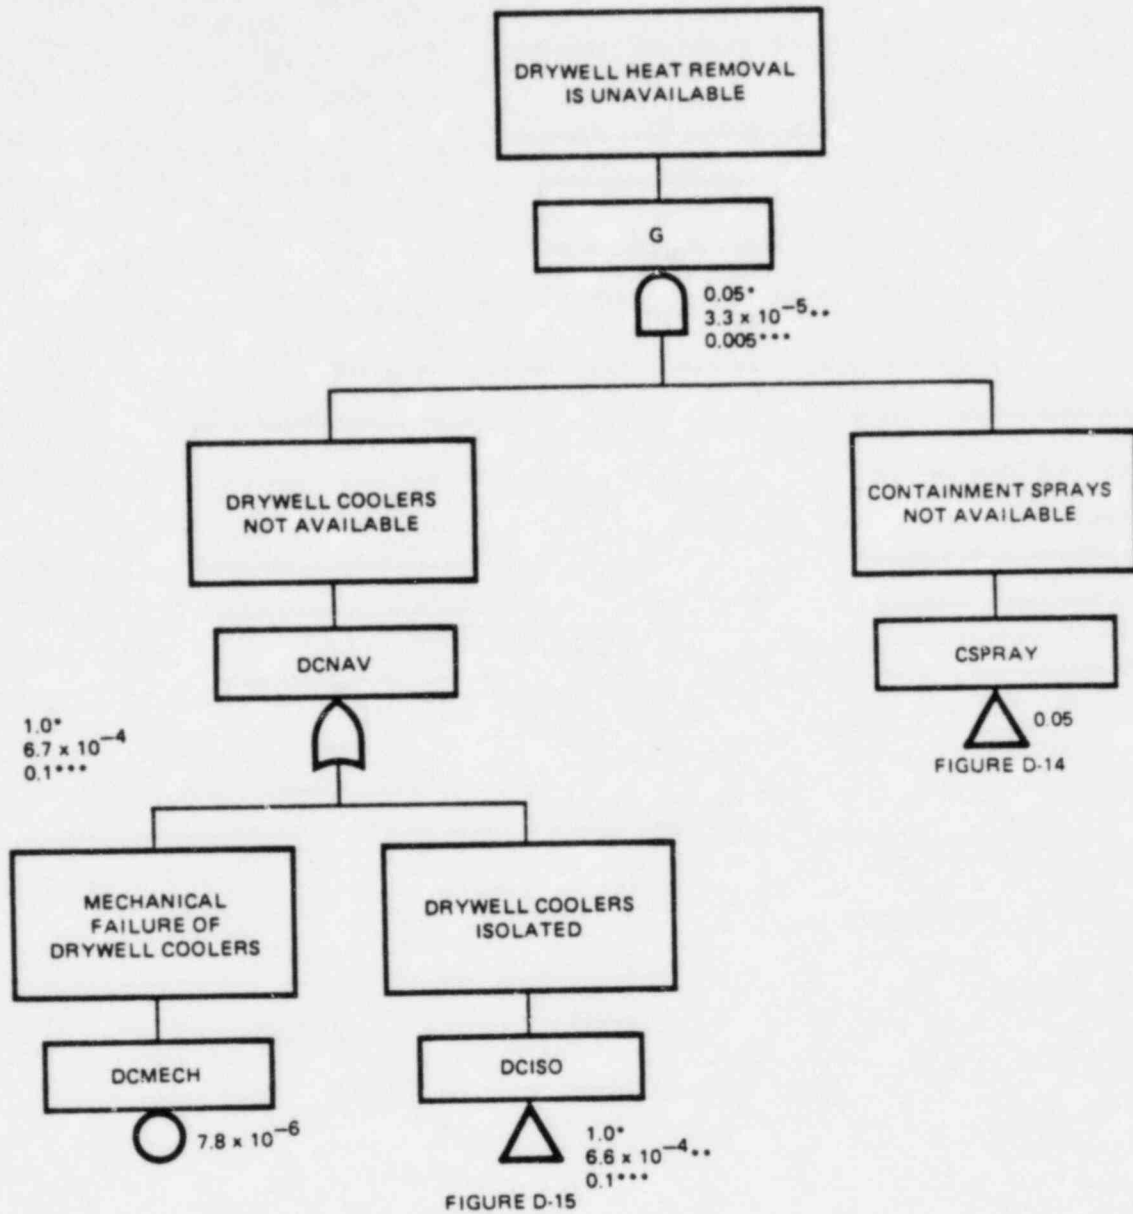 DRYWELL HEAT REMOVAL
IS UNAVAILABLE
G
0.05*
3.3 x 10⁻⁵**
0.005***
DRYWELL COOLERS
NOT AVAILABLE
CONTAINMENT SPRAYS
NOT AVAILABLE
DCNAV
CSPRAY
1.0*
6.7 x 10⁻⁴
0.1***
0.05
FIGURE D-14
MECHANICAL
FAILURE OF
DRYWELL COOLERS
DRYWELL COOLERS
ISOLATED
DCMECH
DCISO
7.8 x 10⁻⁶
1.0*
6.6 x 10⁻⁴**
0.1***
FIGURE D-15